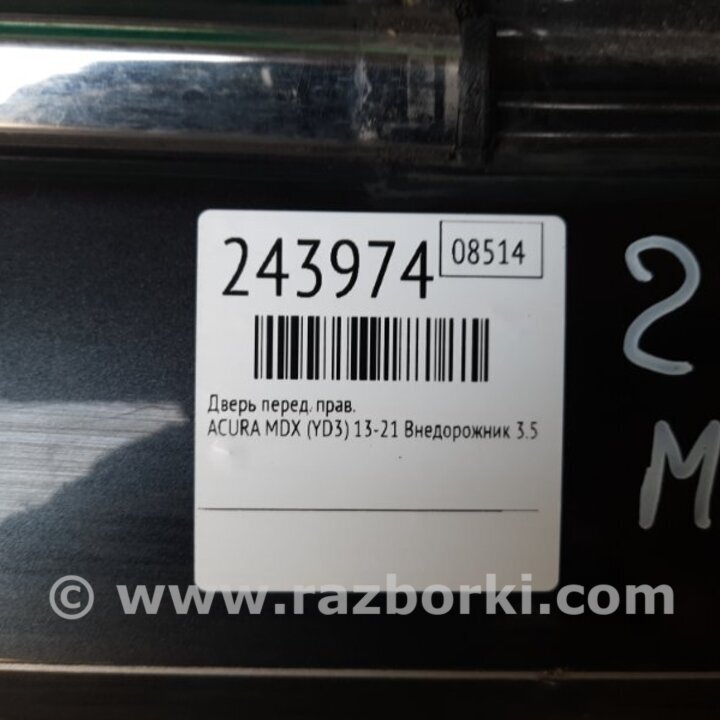 243974
08514
Дверь перед. прав.
ACURA MDX (YD3) 13-21 Внедорожник 3.5
2
M
© www.razborki.com